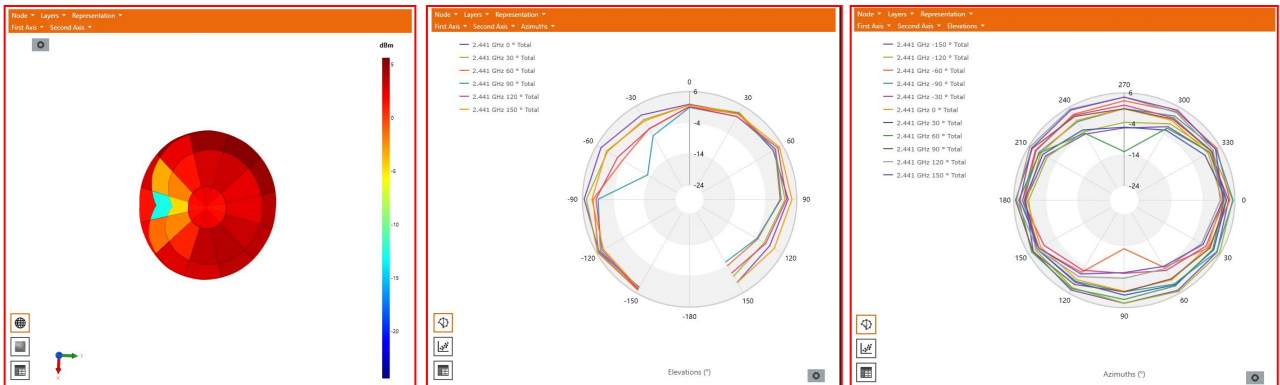 Node Layers Representation
First Axis Second Axis
dBm
5
0
-5
-10
-15
-20
Y
X
Node Layers Representation
First Axis Second Axis Azimuths
2.441 GHz 0 ° Total
2.441 GHz 30 ° Total
2.441 GHz 60 ° Total
2.441 GHz 90 ° Total
2.441 GHz 120 ° Total
2.441 GHz 150 ° Total
0
30
60
90
120
150
-180
-150
-120
-90
-60
-30
6
-4
-14
-24
Elevations (°)
Node Layers Representation
First Axis Second Axis Elevations
2.441 GHz -150 ° Total
2.441 GHz -120 ° Total
2.441 GHz -60 ° Total
2.441 GHz -90 ° Total
2.441 GHz -30 ° Total
2.441 GHz 0 ° Total
2.441 GHz 30 ° Total
2.441 GHz 60 ° Total
2.441 GHz 90 ° Total
2.441 GHz 120 ° Total
2.441 GHz 150 ° Total
270
300
330
0
30
60
90
120
150
180
210
240
6
-4
-14
-24
Azimuths (°)